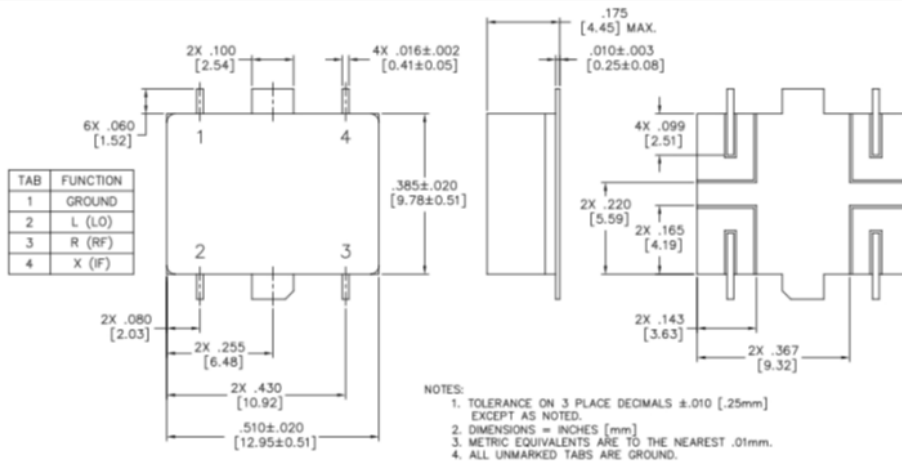 .175
[4.45] MAX.
2X .100
[2.54]
4X .016±.002
[0.41±0.05]
.010±.003
[0.25±0.08]
6X .060
[1.52]
1
4
4X .099
[2.51]
TAB FUNCTION
1 GROUND
2 L (LO)
3 R (RF)
4 X (IF)
.385±.020
[9.78±0.51]
2X .220
[5.59]
2X .165
[4.19]
2
3
2X .080
[2.03]
2X .255
[6.48]
2X .143
[3.63]
2X .367
[9.32]
2X .430
[10.92]
.510±.020
[12.95±0.51]
NOTES:
1. TOLERANCE ON 3 PLACE DECIMALS ±.010 [.25mm]
EXCEPT AS NOTED.
2. DIMENSIONS = INCHES [mm]
3. METRIC EQUIVALENTS ARE TO THE NEAREST .01mm.
4. ALL UNMARKED TABS ARE GROUND.